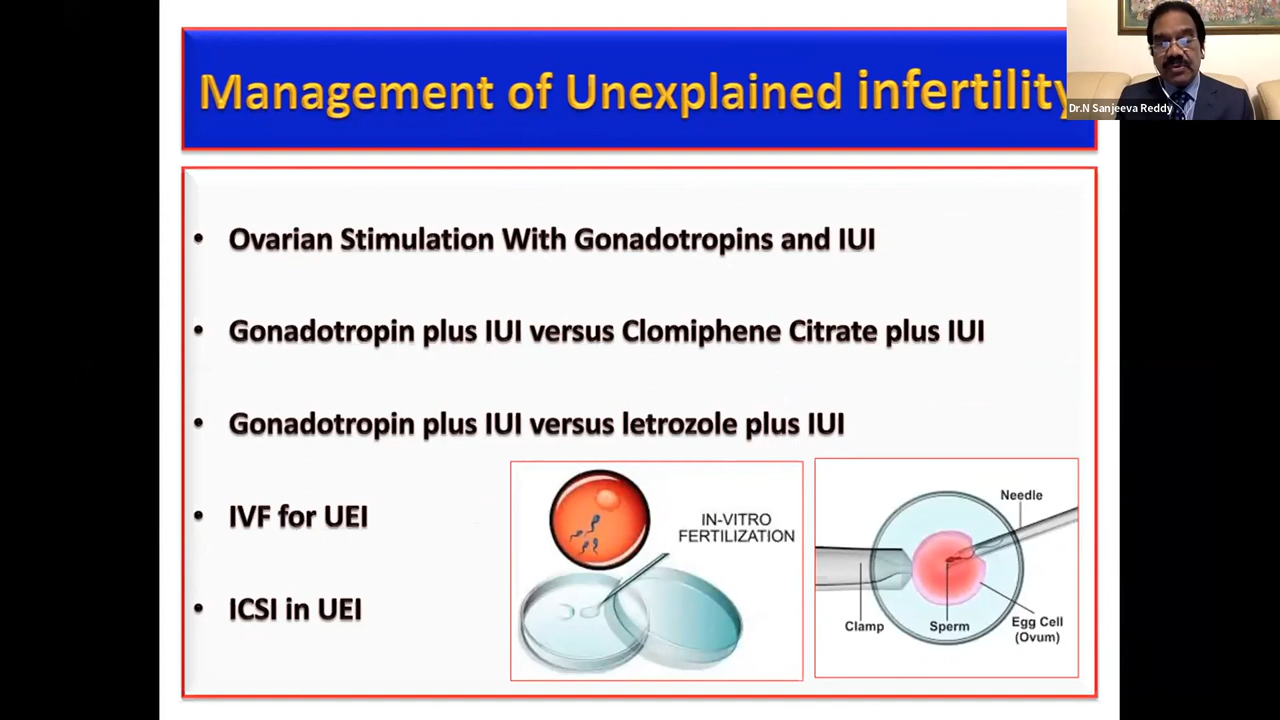 Management of Unexplained infertility
Dr.N Sanjeeva Reddy
• Ovarian Stimulation With Gonadotropins and IUI
• Gonadotropin plus IUI versus Clomiphene Citrate plus IUI
• Gonadotropin plus IUI versus letrozole plus IUI
• IVF for UEI
• ICSI in UEI
IN-VITRO
FERTILIZATION
Needle
Clamp
Sperm
Egg Cell
(Ovum)